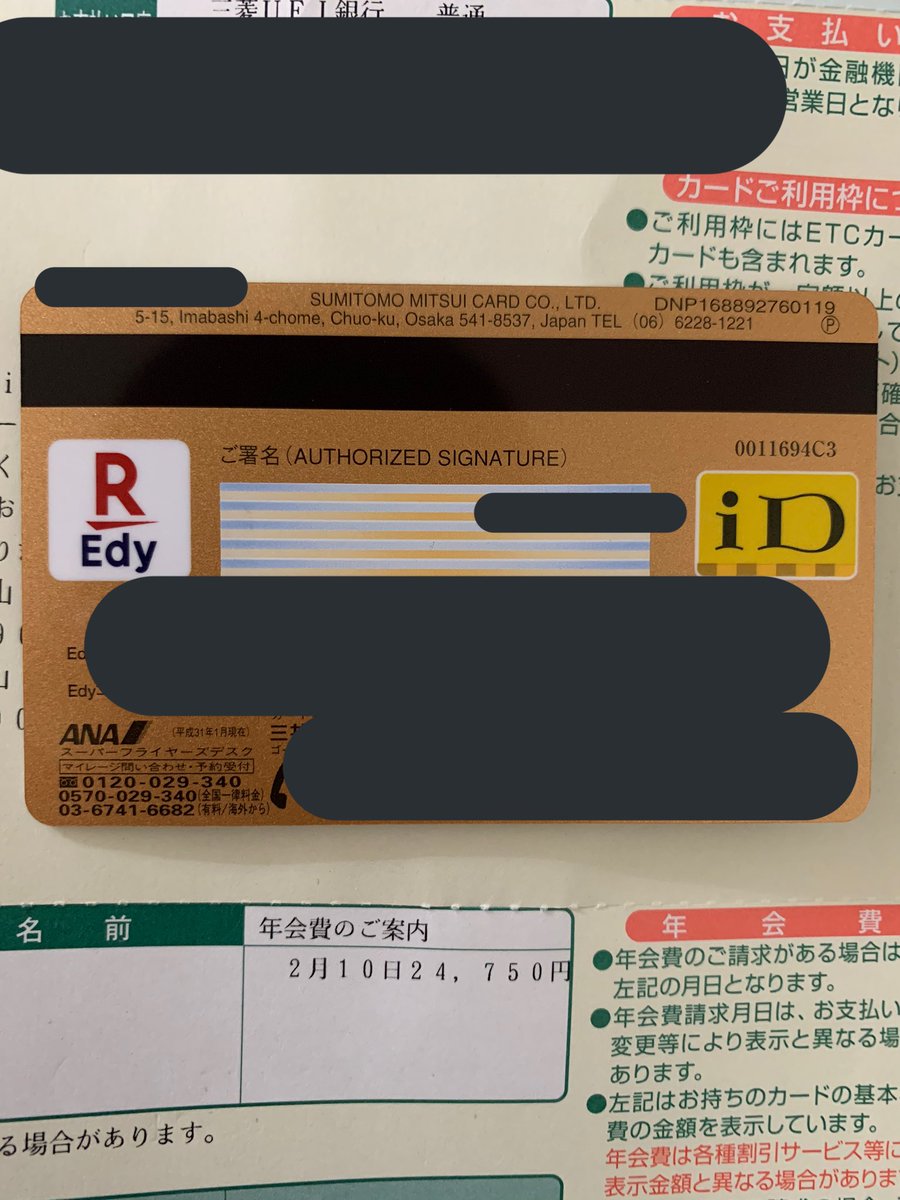 三菱UFJ銀行 普通
お支払い
日が金融機
営業日とな
カードご利用枠に
●ご利用枠にはETCカー
カードも含まれます。
SUMITOMO MITSUI CARD CO., LTD. DNP168892760119
5-15, Imabashi 4-chome, Chuo-ku, Osaka 541-8537, Japan TEL (06) 6228-1221 Ⓟ
ご署名(AUTHORIZED SIGNATURE)
0011694C3
R
Edy
iD
Edy
ANA
(平成31年1月現在)
スーパーフライヤーズデスク
マイレージ問い合わせ・予約受付
0120-029-340
0570-029-340(全国一律料金)
03-6741-6682(有料/海外から)
名前
年会費のご案内
2月10日24,750円
年会費
●年会費のご請求がある場合は
左記の月日となります。
●年会費請求月日は、お支払い
変更等により表示と異なる場
あります。
●左記はお持ちのカードの基本
費の金額を表示しています。
年会費は各種割引サービス等に
表示金額と異なる場合がありま
る場合があります。